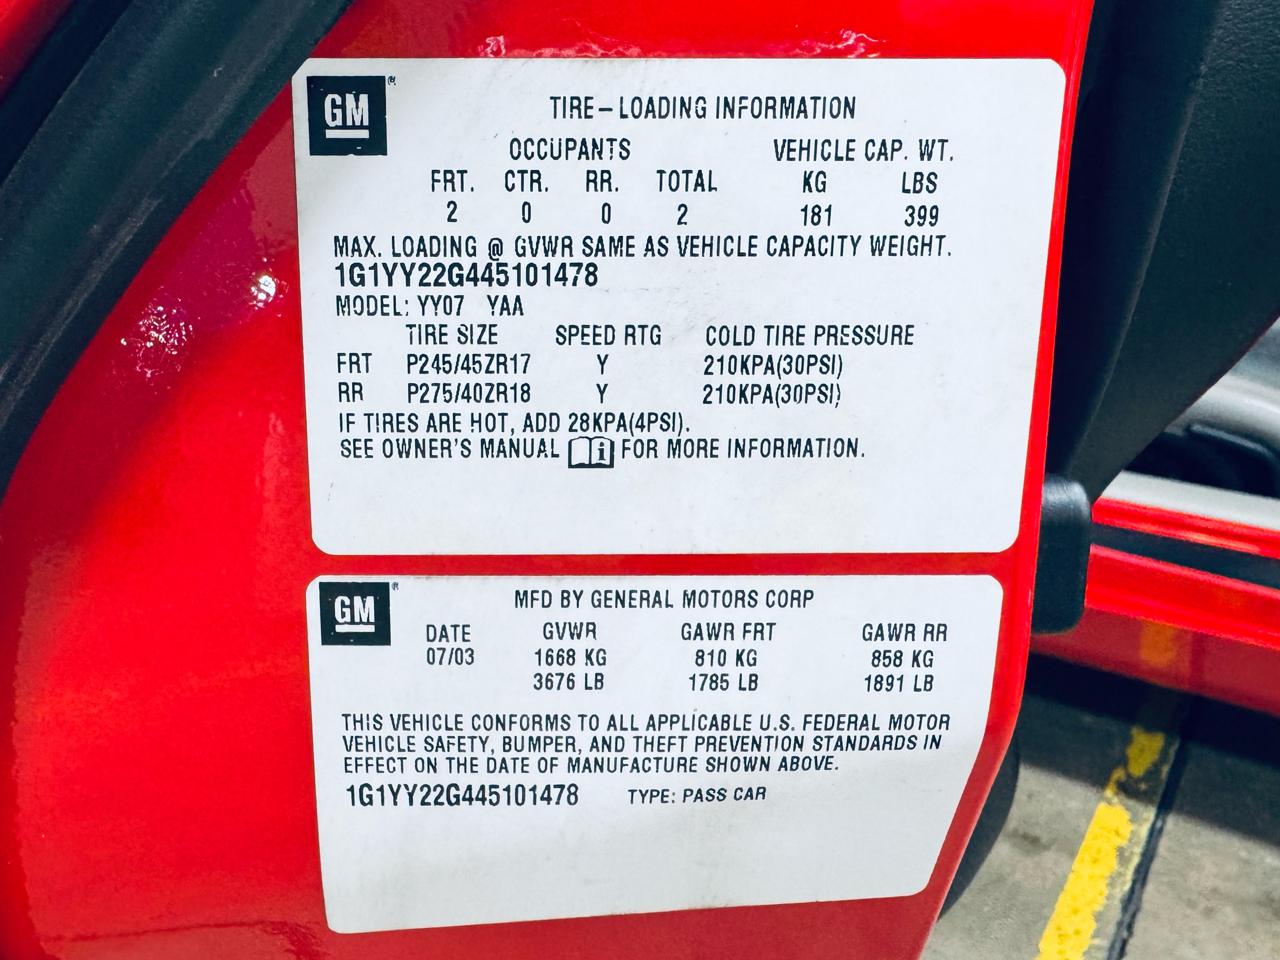 GM ®
TIRE-LOADING INFORMATION
OCCUPANTS VEHICLE CAP. WT.
FRT. CTR. RR. TOTAL KG LBS
2 0 0 2 181 399
MAX. LOADING @ GVWR SAME AS VEHICLE CAPACITY WEIGHT.
1G1YY22G445101478
MODEL: YY07 YAA
TIRE SIZE SPEED RTG COLD TIRE PRESSURE
FRT P245/45ZR17 Y 210KPA(30PSI)
RR P275/40ZR18 Y 210KPA(30PSI)
IF TIRES ARE HOT, ADD 28KPA(4PSI).
SEE OWNER'S MANUAL i FOR MORE INFORMATION.
GM ®
MFD BY GENERAL MOTORS CORP
DATE GVWR GAWR FRT GAWR RR
07/03 1668 KG 810 KG 858 KG
3676 LB 1785 LB 1891 LB
THIS VEHICLE CONFORMS TO ALL APPLICABLE U.S. FEDERAL MOTOR
VEHICLE SAFETY, BUMPER, AND THEFT PREVENTION STANDARDS IN
EFFECT ON THE DATE OF MANUFACTURE SHOWN ABOVE.
1G1YY22G445101478 TYPE: PASS CAR